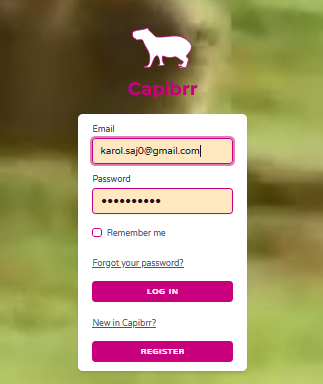 Capibrr
Email
karol.saj0@gmail.com
Password
••••••••••
Remember me
Forgot your password?
LOG IN
New in Capibrr?
REGISTER